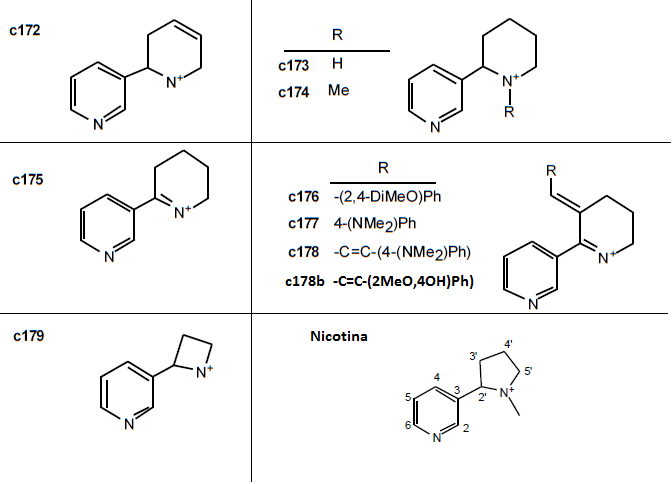 c172
N+
N
R
c173 H
c174 Me
N+
R
N
c175
N+
N
R
c176 -(2,4-DiMeO)Ph
c177 4-(NMe2)Ph
c178 -C=C-(4-(NMe2)Ph)
c178b -C=C-(2MeO,4OH)Ph)
R
N+
N
c179
N+
N
Nicotina
4'
3'
5'
4
3
2'
N+
5
6
2
N